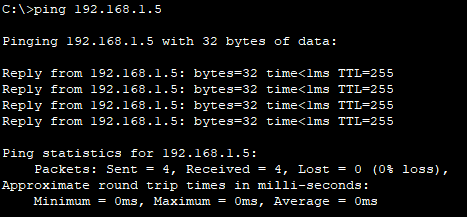 C:\>ping 192.168.1.5
Pinging 192.168.1.5 with 32 bytes of data:
Reply from 192.168.1.5: bytes=32 time<1ms TTL=255
Reply from 192.168.1.5: bytes=32 time<1ms TTL=255
Reply from 192.168.1.5: bytes=32 time<1ms TTL=255
Reply from 192.168.1.5: bytes=32 time<1ms TTL=255
Ping statistics for 192.168.1.5:
    Packets: Sent = 4, Received = 4, Lost = 0 (0% loss),
Approximate round trip times in milli-seconds:
    Minimum = 0ms, Maximum = 0ms, Average = 0ms